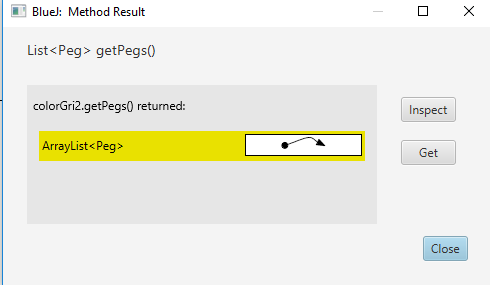 BlueJ: Method Result
List<Peg> getPegs()
colorGri2.getPegs() returned:
ArrayList<Peg>
Inspect
Get
Close